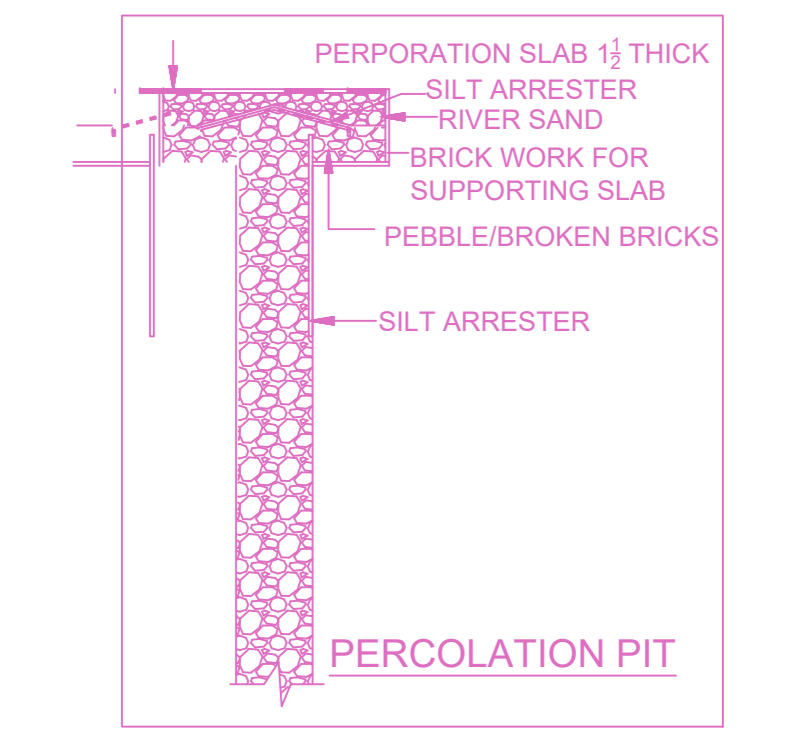 PERPORATION SLAB 1½ THICK
SILT ARRESTER
RIVER SAND
BRICK WORK FOR
SUPPORTING SLAB
PEBBLE/BROKEN BRICKS
SILT ARRESTER
PERCOLATION PIT